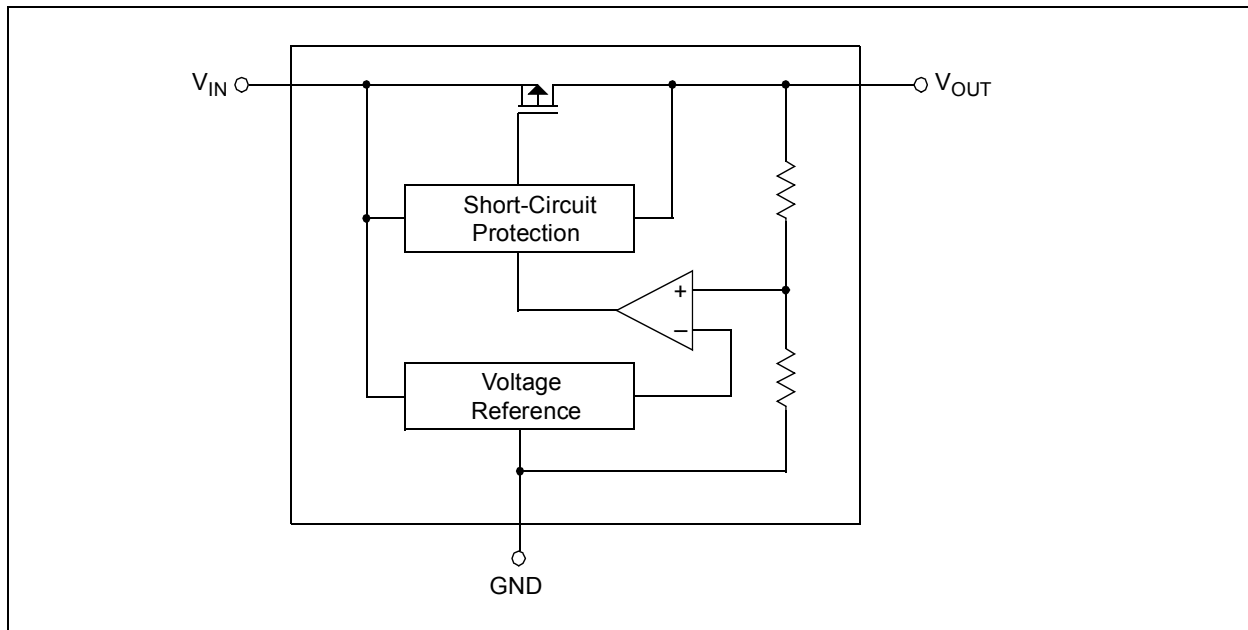 V_IN
V_OUT
Short-Circuit
Protection
+
−
Voltage
Reference
GND